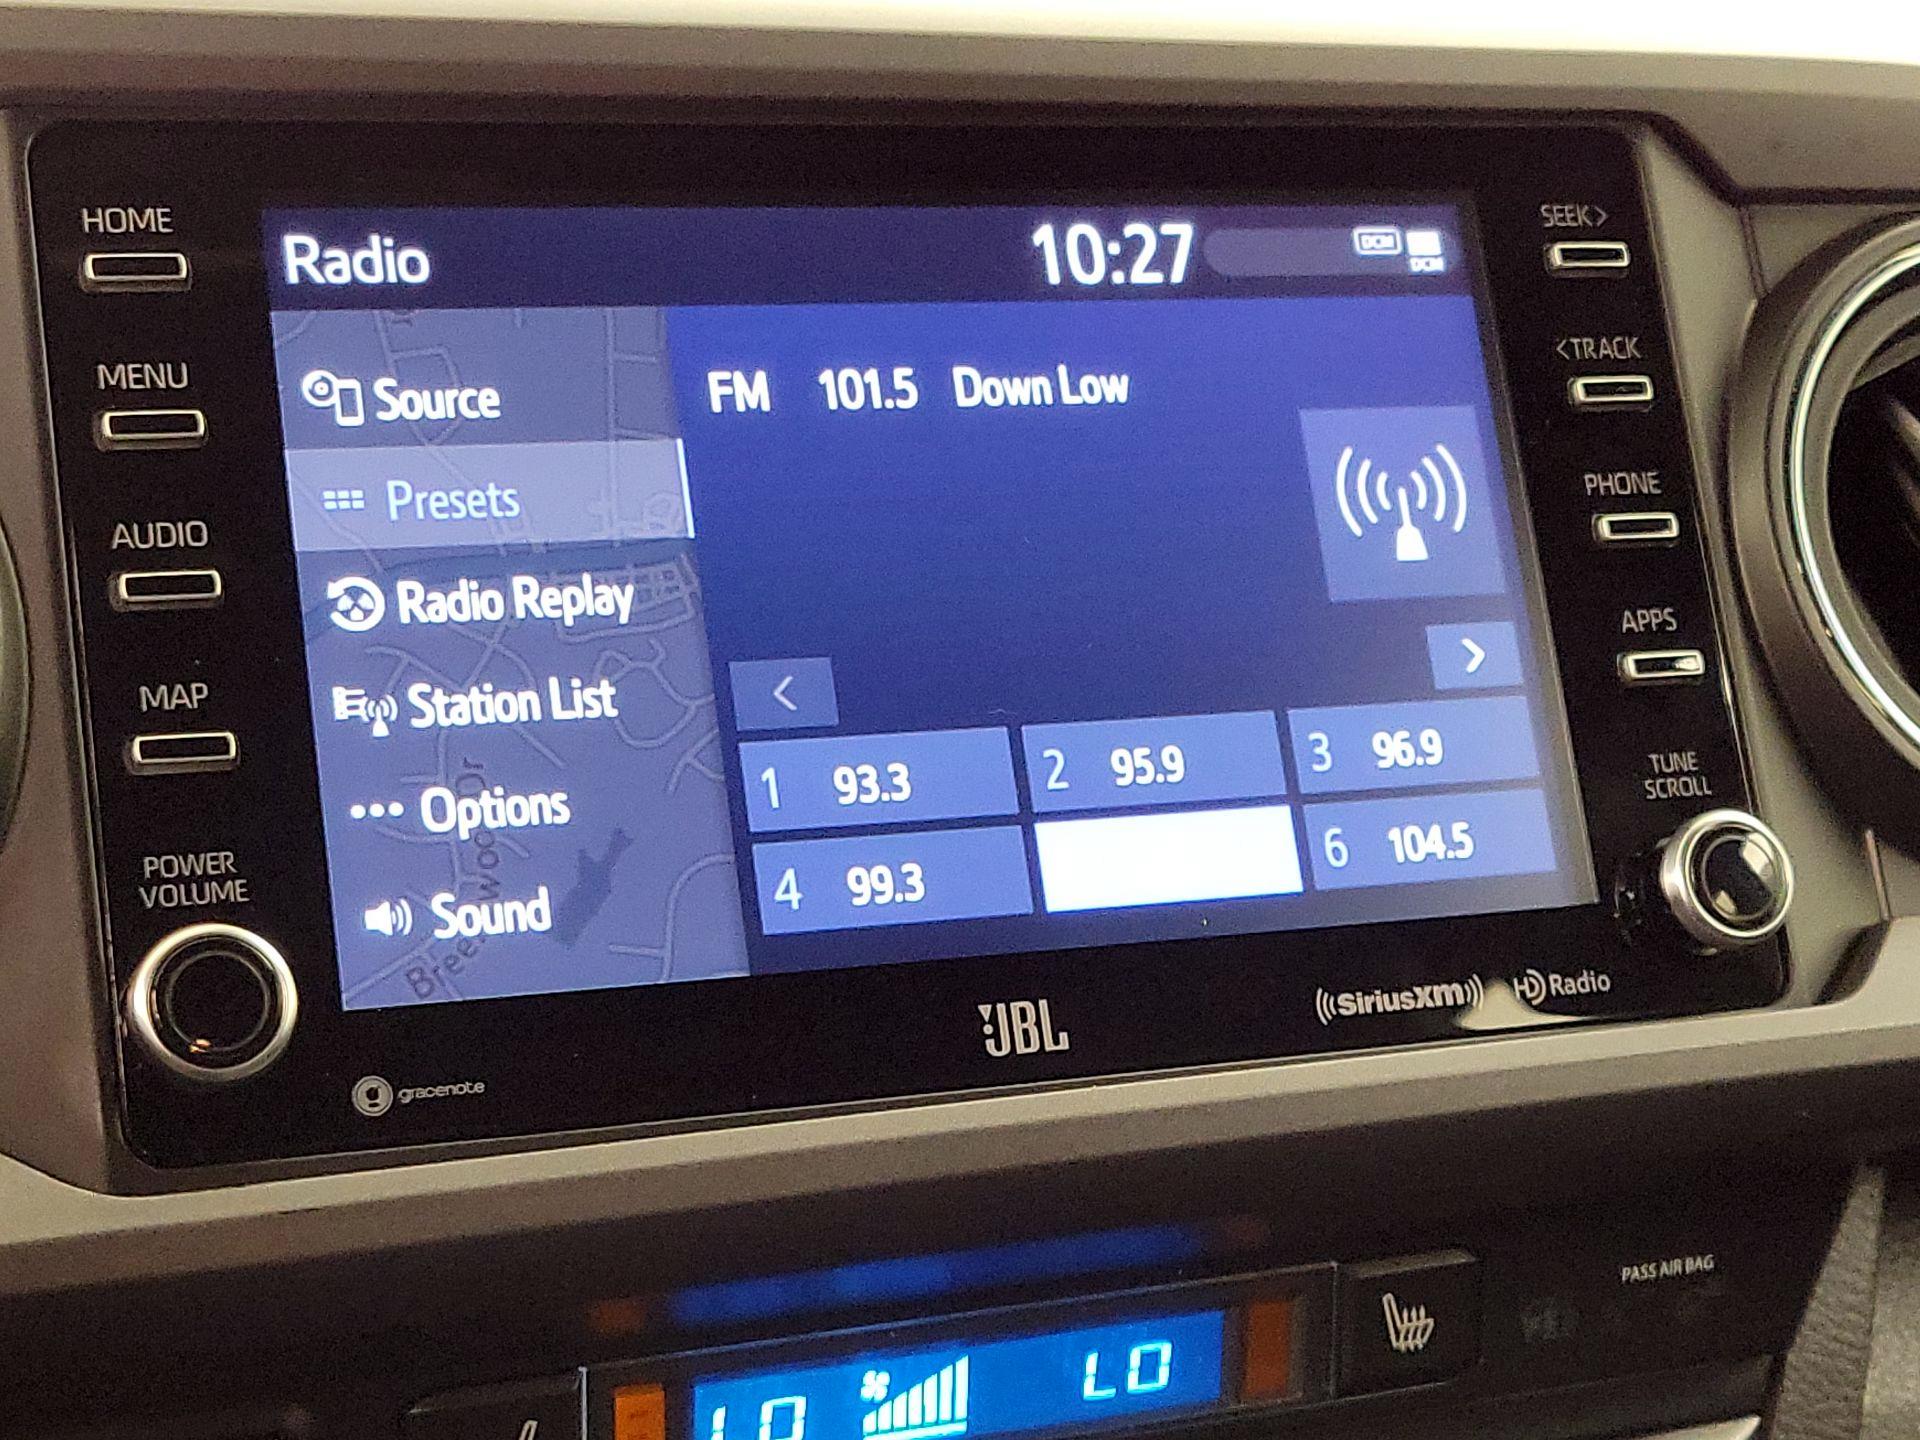 HOME
MENU
AUDIO
MAP
POWER
VOLUME
Radio
10:27
DCM
DCM
Source
Presets
Radio Replay
Station List
Options
Sound
FM 101.5 Down Low
<
>
1 93.3
2 95.9
3 96.9
4 99.3
6 104.5
SEEK>
<TRACK
PHONE
APPS
TUNE
SCROLL
gracenote
JBL
((SiriusXM))
HD Radio
PASS AIR BAG
LO
LO